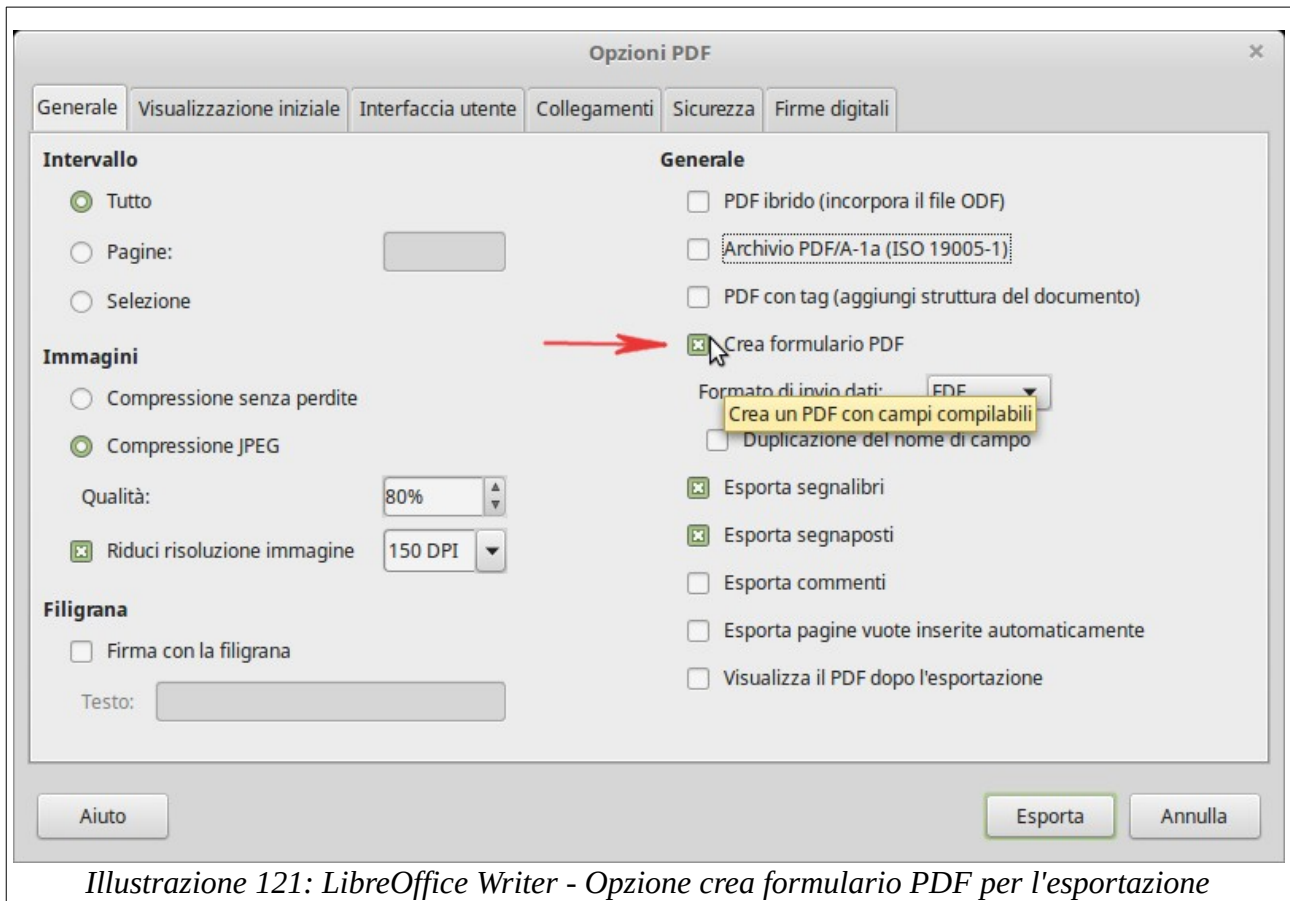 Opzioni PDF
Generale Visualizzazione iniziale Interfaccia utente Collegamenti Sicurezza Firme digitali
Intervallo
Tutto
Pagine:
Selezione
Immagini
Compressione senza perdite
Compressione JPEG
Qualità:
80%
Riduci risoluzione immagine
150 DPI
Filigrana
Firma con la filigrana
Testo:
Generale
PDF ibrido (incorpora il file ODF)
Archivio PDF/A-1a (ISO 19005-1)
PDF con tag (aggiungi struttura del documento)
Crea formulario PDF
Formato di invio dati: FDF
Crea un PDF con campi compilabili
Duplicazione del nome di campo
Esporta segnalibri
Esporta segnaposti
Esporta commenti
Esporta pagine vuote inserite automaticamente
Visualizza il PDF dopo l'esportazione
Aiuto
Esporta
Annulla
Illustrazione 121: LibreOffice Writer - Opzione crea formulario PDF per l'esportazione